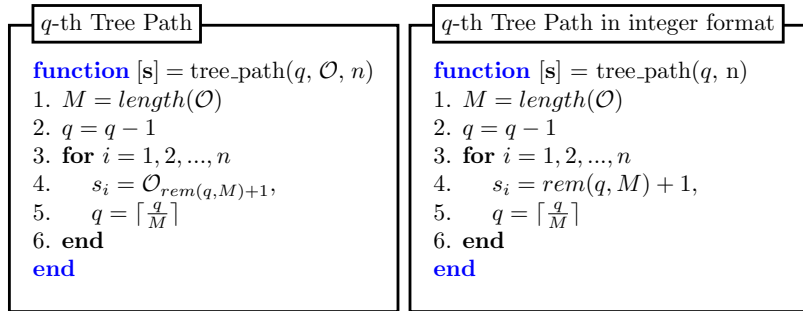 q-th Tree Path
function [s] = tree_path(q, O, n)
1. M = length(O)
2. q = q − 1
3. for i = 1, 2, ..., n
4. s_i = O_{rem(q,M)+1},
5. q = ⌈q/M⌉
6. end
end
q-th Tree Path in integer format
function [s] = tree_path(q, n)
1. M = length(O)
2. q = q − 1
3. for i = 1, 2, ..., n
4. s_i = rem(q, M) + 1,
5. q = ⌈q/M⌉
6. end
end